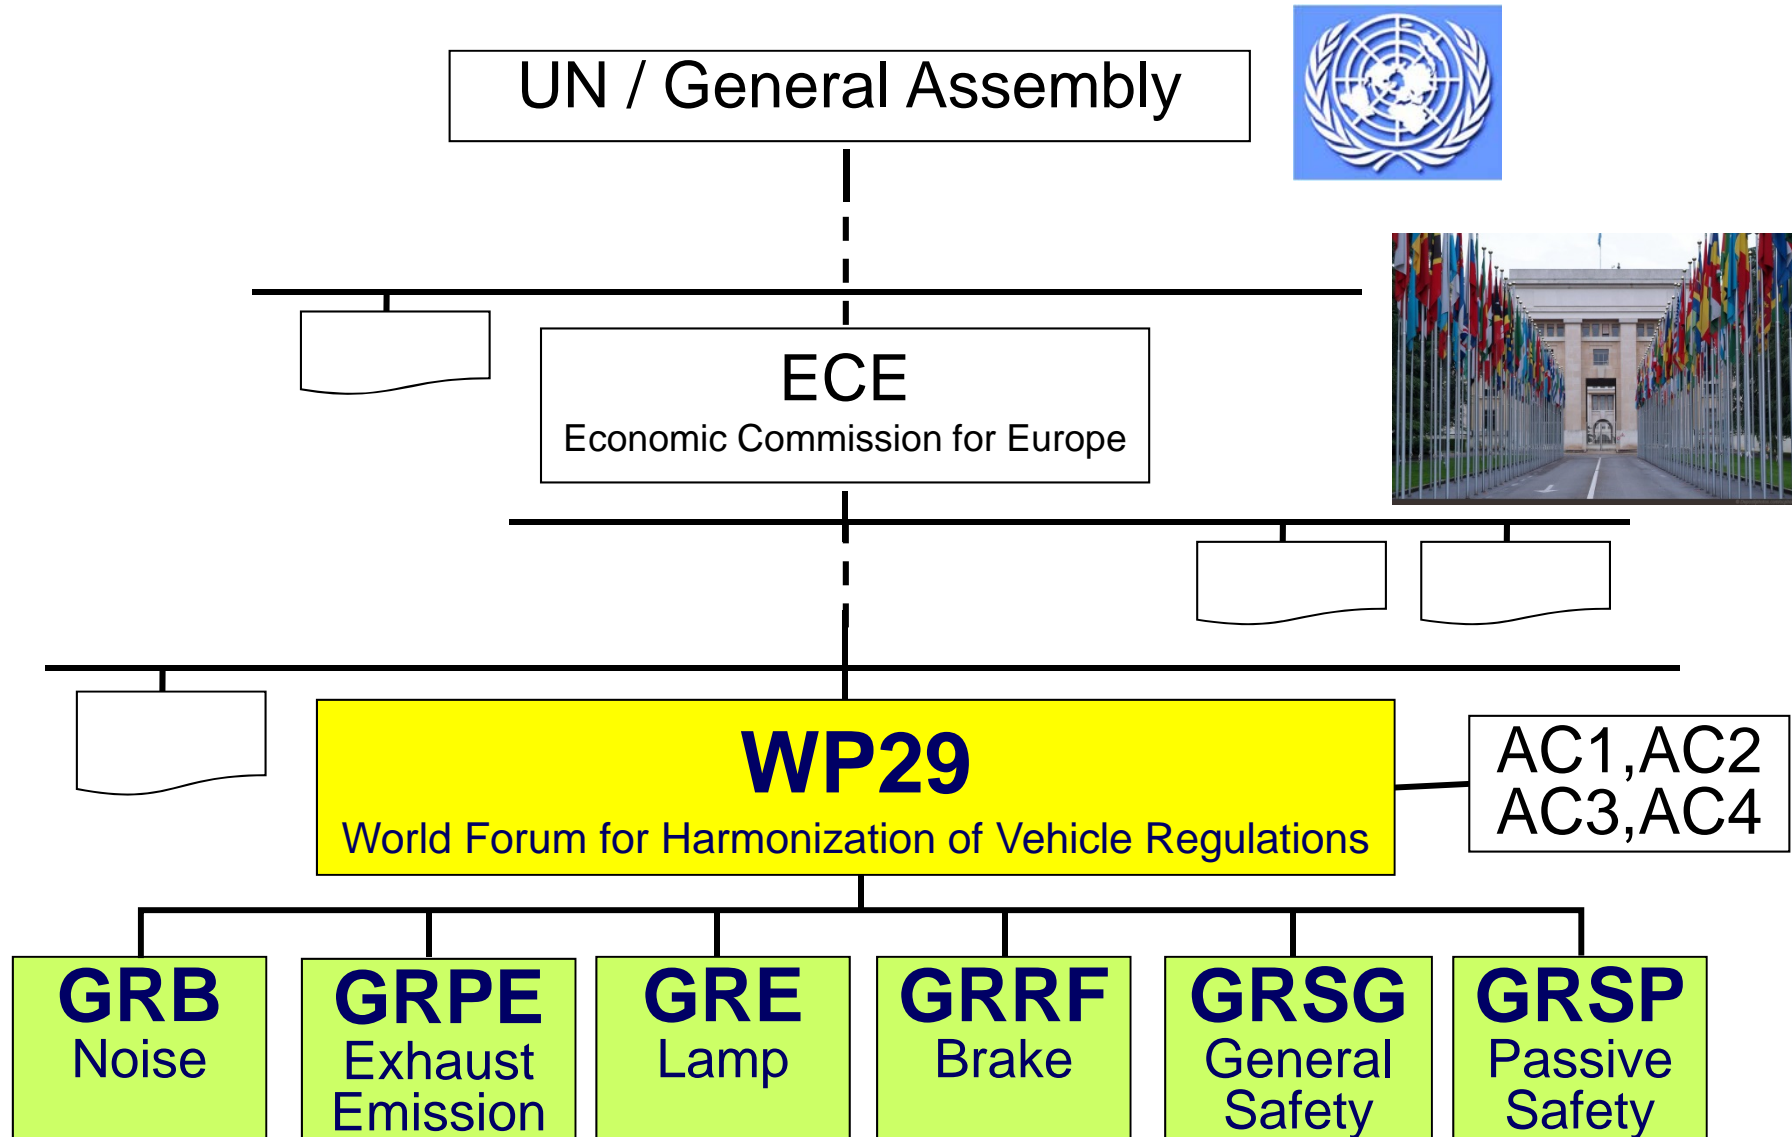 UN / General Assembly
ECE
Economic Commission for Europe
WP29
World Forum for Harmonization of Vehicle Regulations
AC1,AC2
AC3,AC4
GRB
Noise
GRPE
Exhaust
Emission
GRE
Lamp
GRRF
Brake
GRSG
General
Safety
GRSP
Passive
Safety